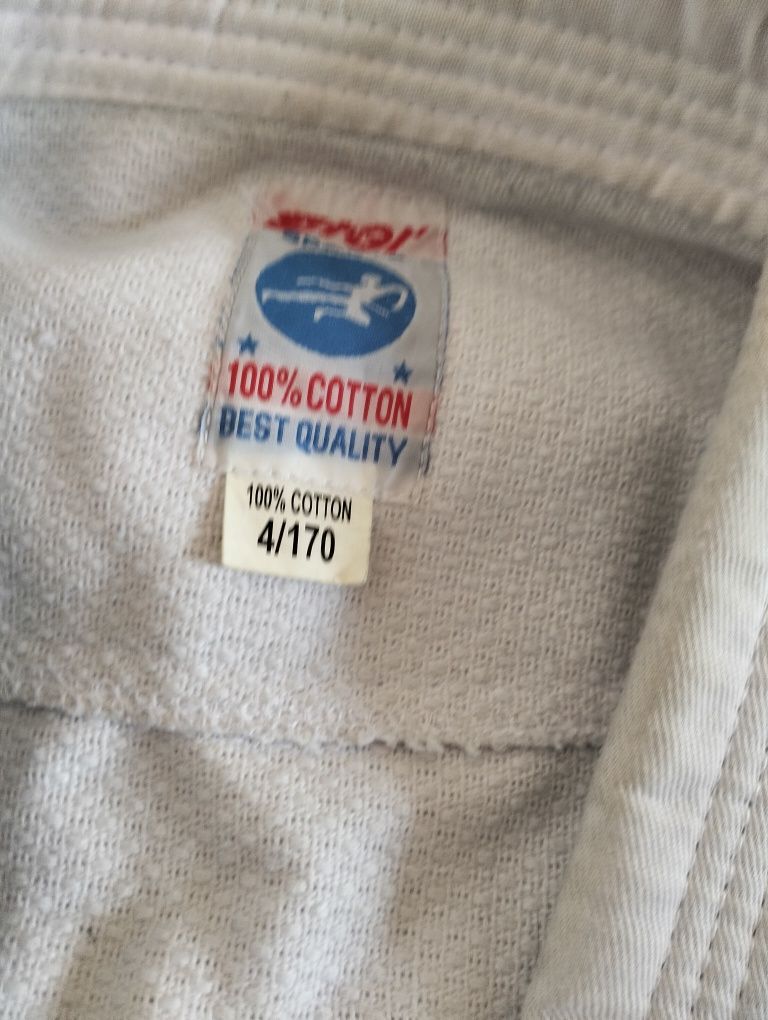 100% COTTON
BEST QUALITY
100% COTTON
4/170